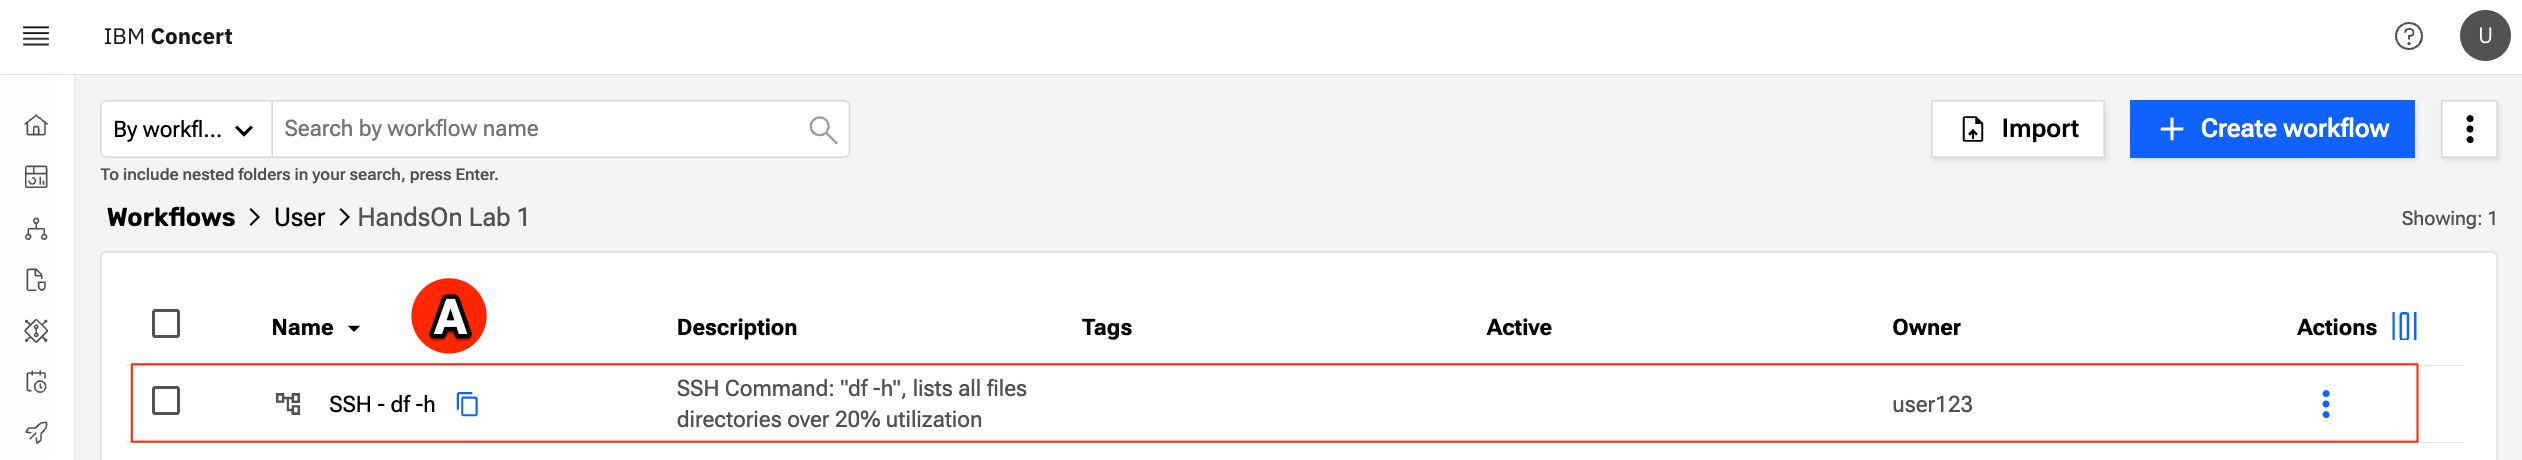 IBM Concert
U
By workfl...
Search by workflow name
Import
+ Create workflow
To include nested folders in your search, press Enter.
Workflows > User > HandsOn Lab 1
Showing: 1
A
Name
Description
Tags
Active
Owner
Actions
SSH - df -h
SSH Command: "df -h", lists all files
directories over 20% utilization
user123